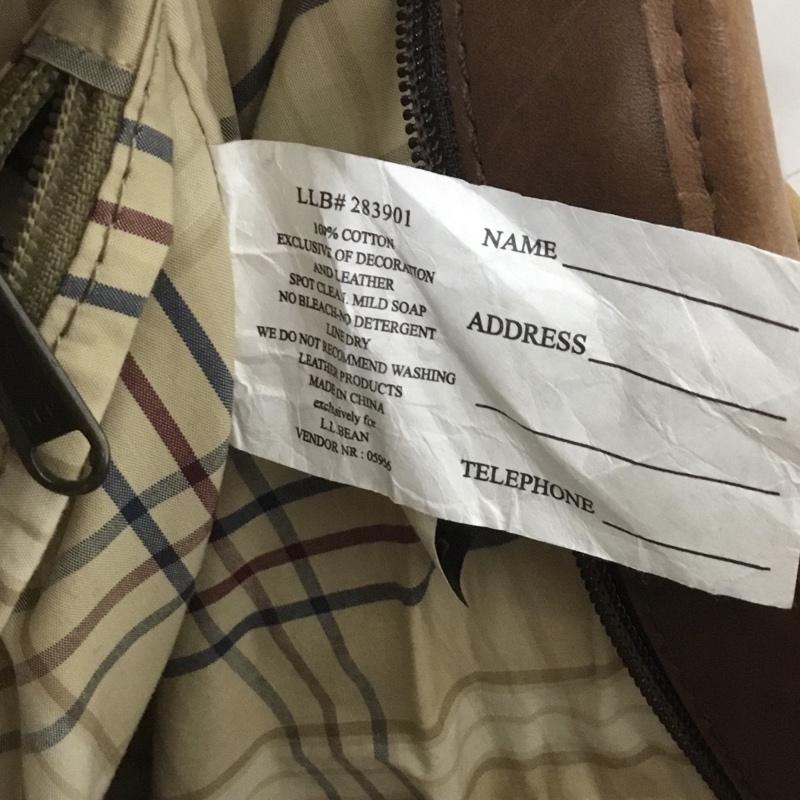 LLB# 283901
100% COTTON
EXCLUSIVE OF DECORATION
AND LEATHER
SPOT CLEAN. MILD SOAP
NO BLEACH-NO DETERGENT
LINE DRY
WE DO NOT RECOMMEND WASHING
LEATHER PRODUCTS
MADE IN CHINA
exclusively for
L.L.BEAN
VENDOR NR : 05956
NAME
ADDRESS
TELEPHONE